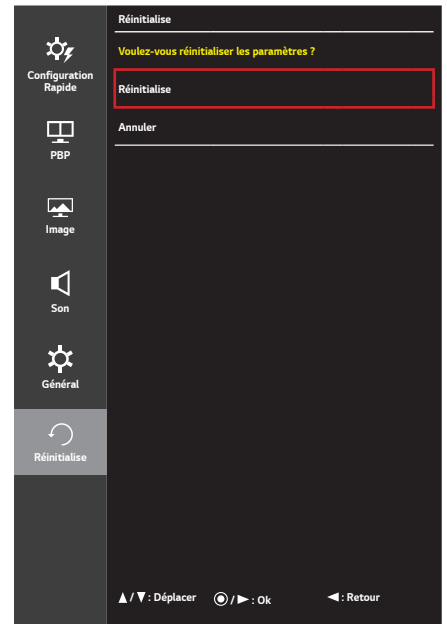 Réinitialise
Voulez-vous réinitialiser les paramètres ?
Réinitialise
Annuler
Configuration
Rapide
PBP
Image
Son
Général
Réinitialise
▲/▼: Déplacer ◉/►: Ok ◄: Retour